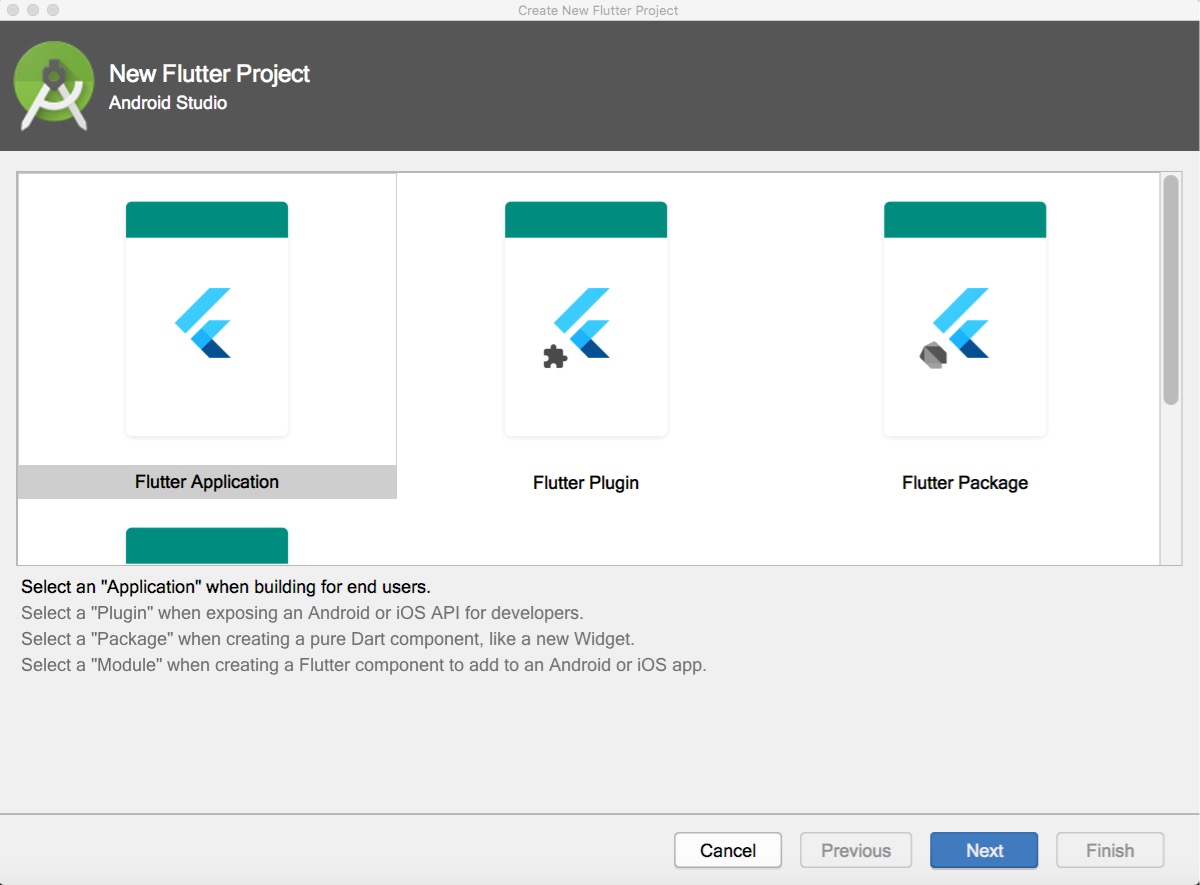 Create New Flutter Project
New Flutter Project
Android Studio
Flutter Application
Flutter Plugin
Flutter Package
Select an "Application" when building for end users.
Select a "Plugin" when exposing an Android or iOS API for developers.
Select a "Package" when creating a pure Dart component, like a new Widget.
Select a "Module" when creating a Flutter component to add to an Android or iOS app.
Cancel
Previous
Next
Finish